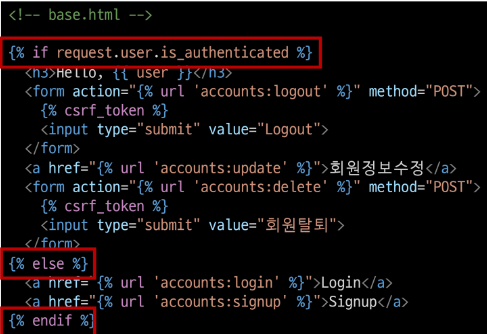 <!-- base.html -->
{% if request.user.is_authenticated %}
<h3>Hello, {{ user }}</h3>
<form action="{% url 'accounts:logout' %}" method="POST">
{% csrf_token %}
<input type="submit" value="Logout">
</form>
<a href="{% url 'accounts:update' %}">회원정보수정</a>
<form action="{% url 'accounts:delete' %}" method="POST">
{% csrf_token %}
<input type="submit" value="회원탈퇴">
</form>
{% else %}
<a href="{% url 'accounts:login' %}">Login</a>
<a href="{% url 'accounts:signup' %}">Signup</a>
{% endif %}